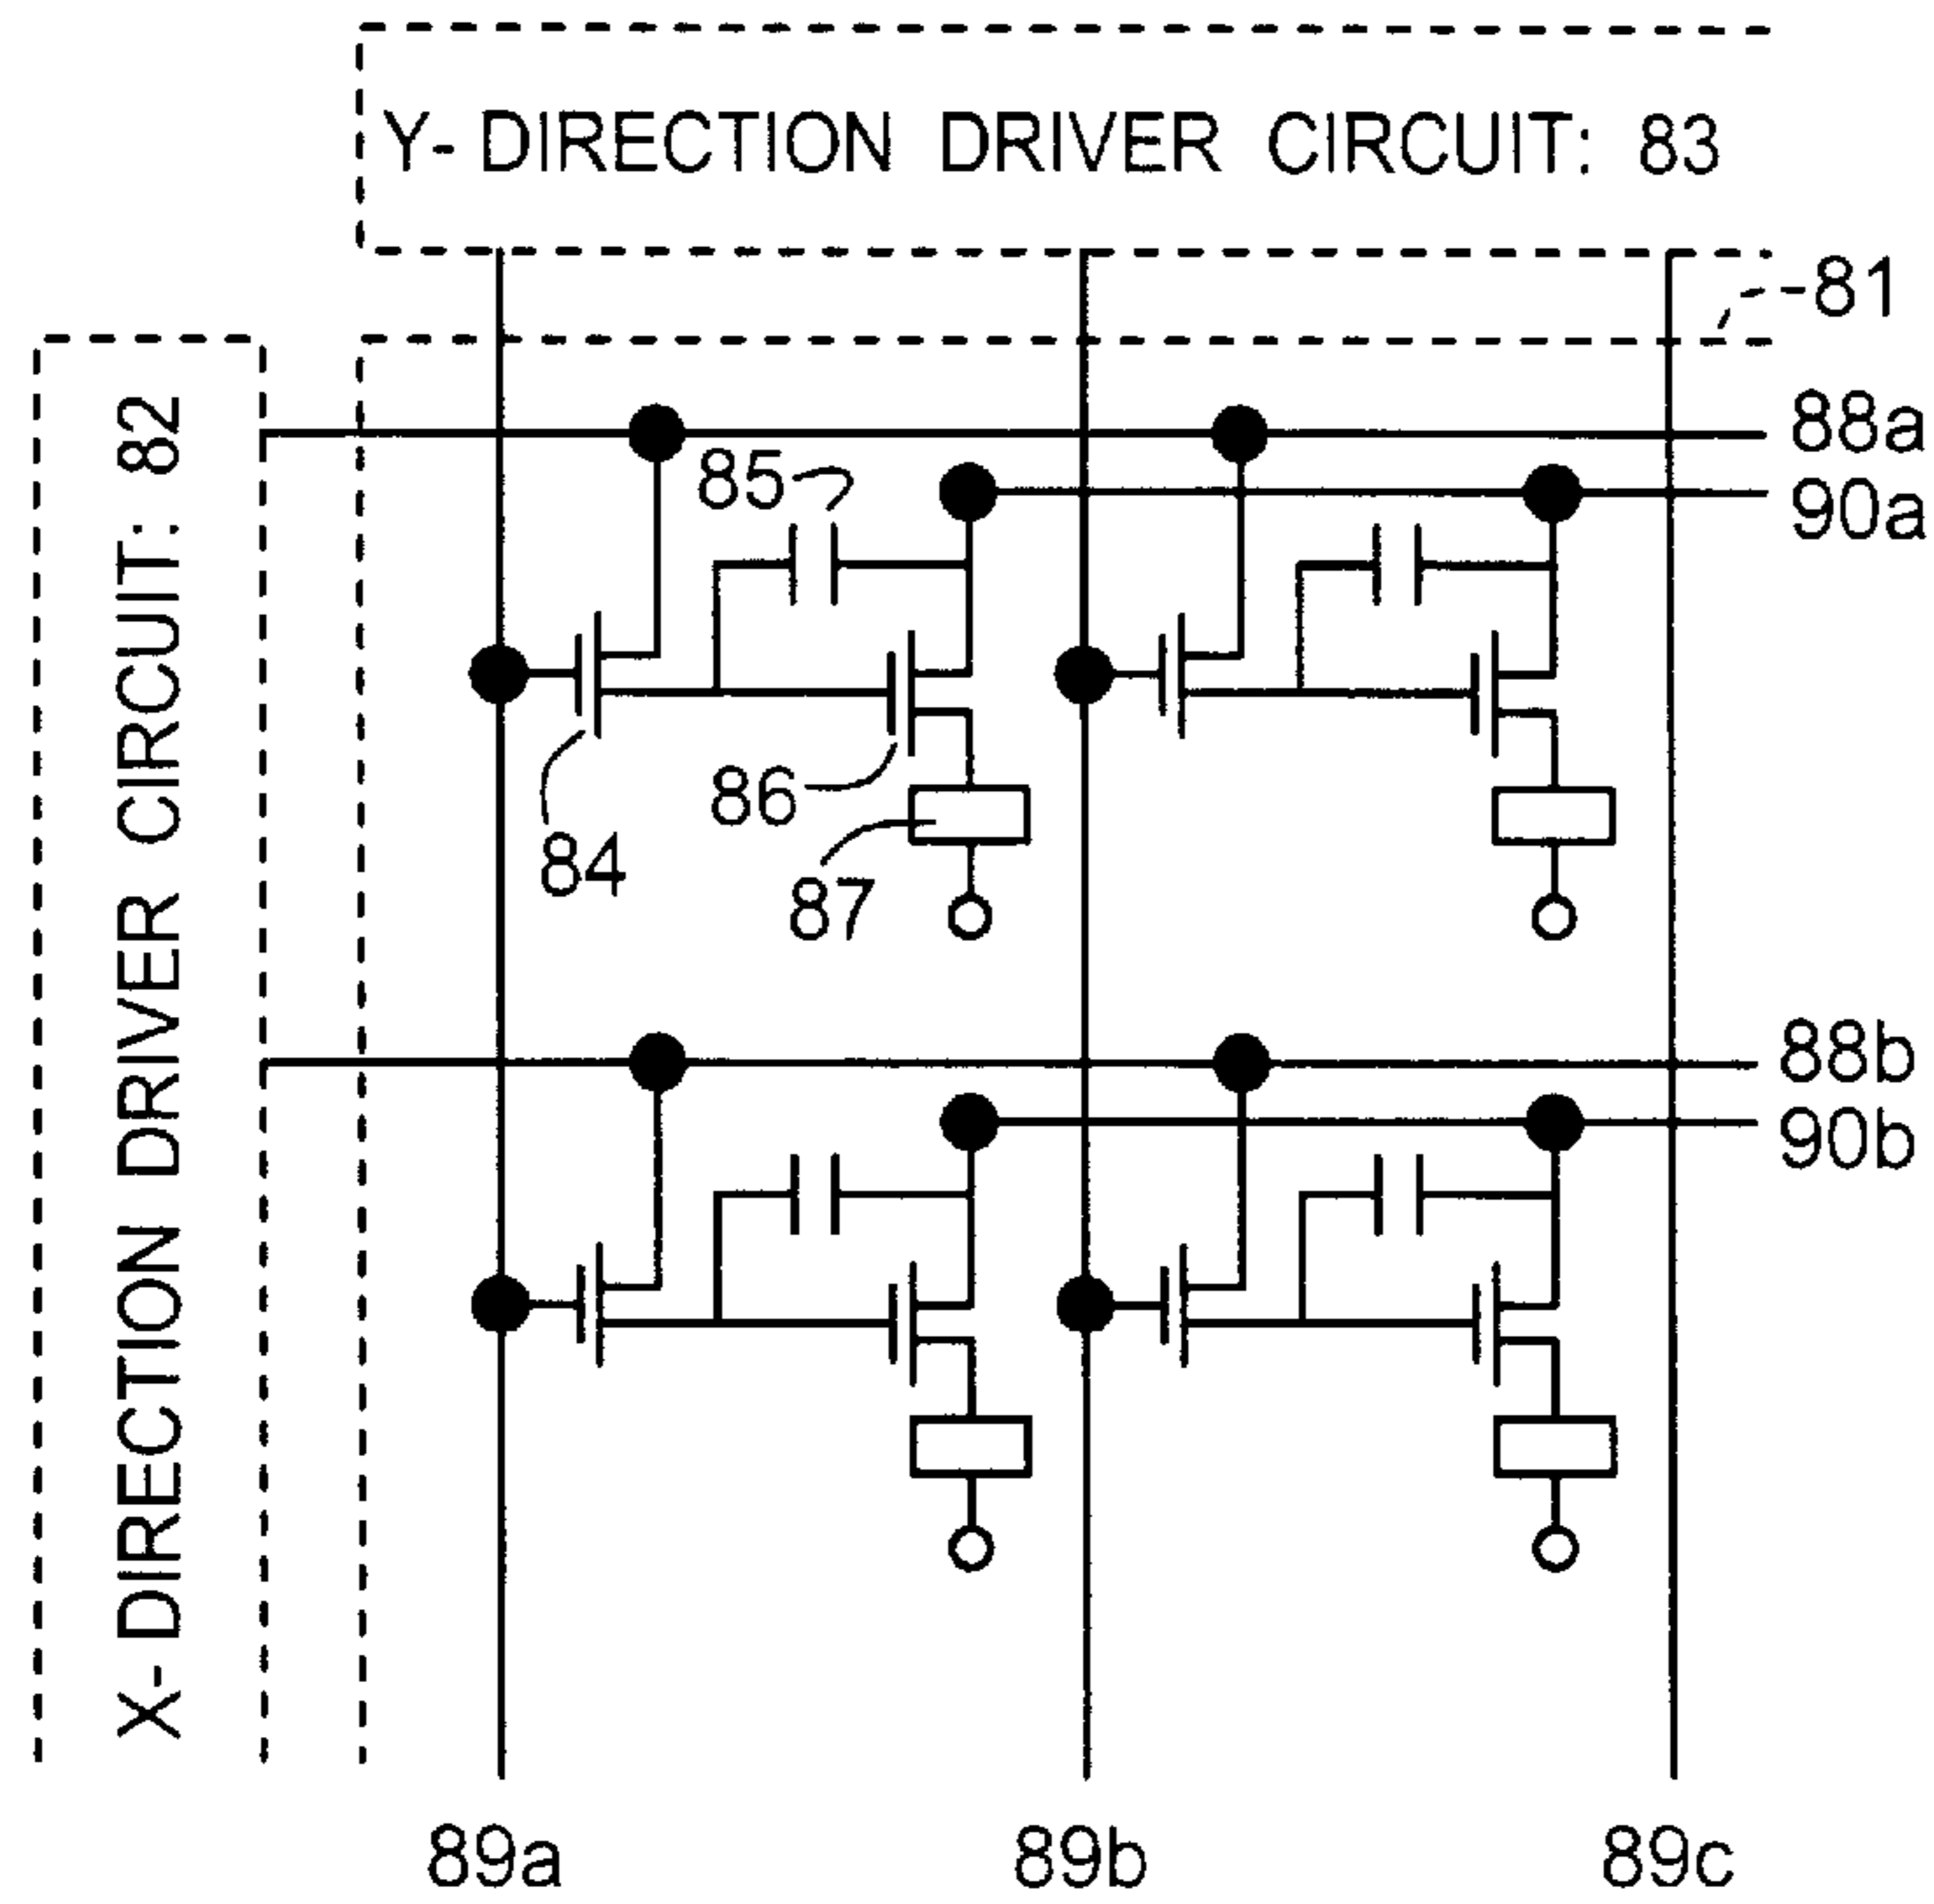 Y-DIRECTION DRIVER CIRCUIT: 83
81
X-DIRECTION DRIVER CIRCUIT: 82
88a
90a
85
86
84
87
88b
90b
89a
89b
89c